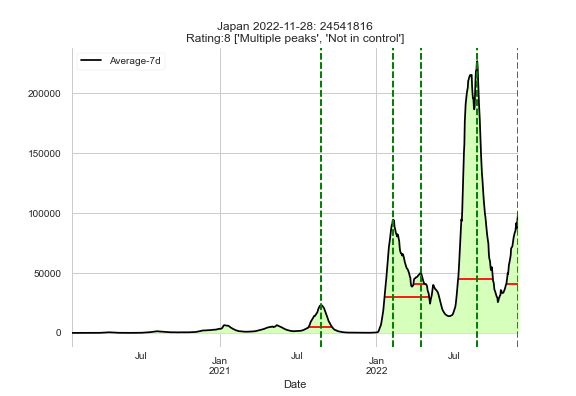 Japan 2022-11-28: 24541816
Rating:8 ['Multiple peaks', 'Not in control']
Average-7d
200000
150000
100000
50000
0
Jul
Jan
2021
Jul
Jan
2022
Jul
Date